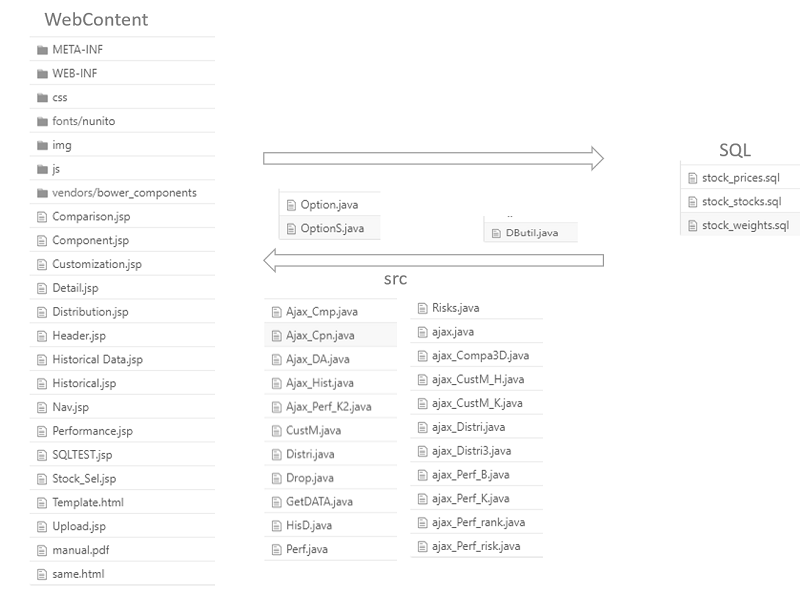 WebContent
META-INF
WEB-INF
css
fonts/nunito
img
js
vendors/bower_components
Comparison.jsp
Component.jsp
Customization.jsp
Detail.jsp
Distribution.jsp
Header.jsp
Historical Data.jsp
Historical.jsp
Nav.jsp
Performance.jsp
SQLTEST.jsp
Stock_Sel.jsp
Template.html
Upload.jsp
manual.pdf
same.html
Option.java
OptionS.java
DButil.java
src
Ajax_Cmp.java
Ajax_Cpn.java
Ajax_DA.java
Ajax_Hist.java
Ajax_Perf_K2.java
CustM.java
Distri.java
Drop.java
GetDATA.java
HisD.java
Perf.java
Risks.java
ajax.java
ajax_Compa3D.java
ajax_CustM_H.java
ajax_CustM_K.java
ajax_Distri.java
ajax_Distri3.java
ajax_Perf_B.java
ajax_Perf_K.java
ajax_Perf_rank.java
ajax_Perf_risk.java
SQL
stock_prices.sql
stock_stocks.sql
stock_weights.sql